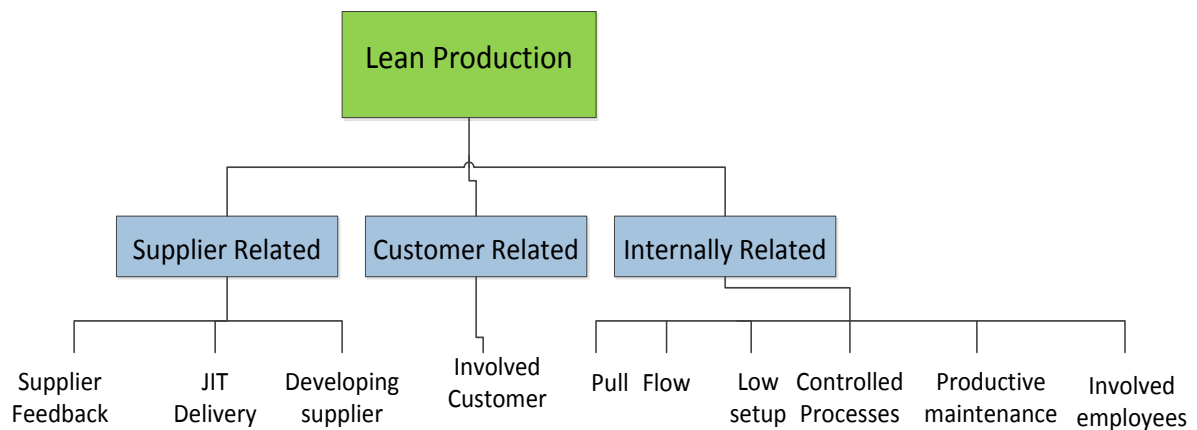 Lean Production
Supplier Related
Customer Related
Internally Related
Supplier
Feedback
JIT
Delivery
Developing
supplier
Involved
Customer
Pull
Flow
Low
setup
Controlled
Processes
Productive
maintenance
Involved
employees